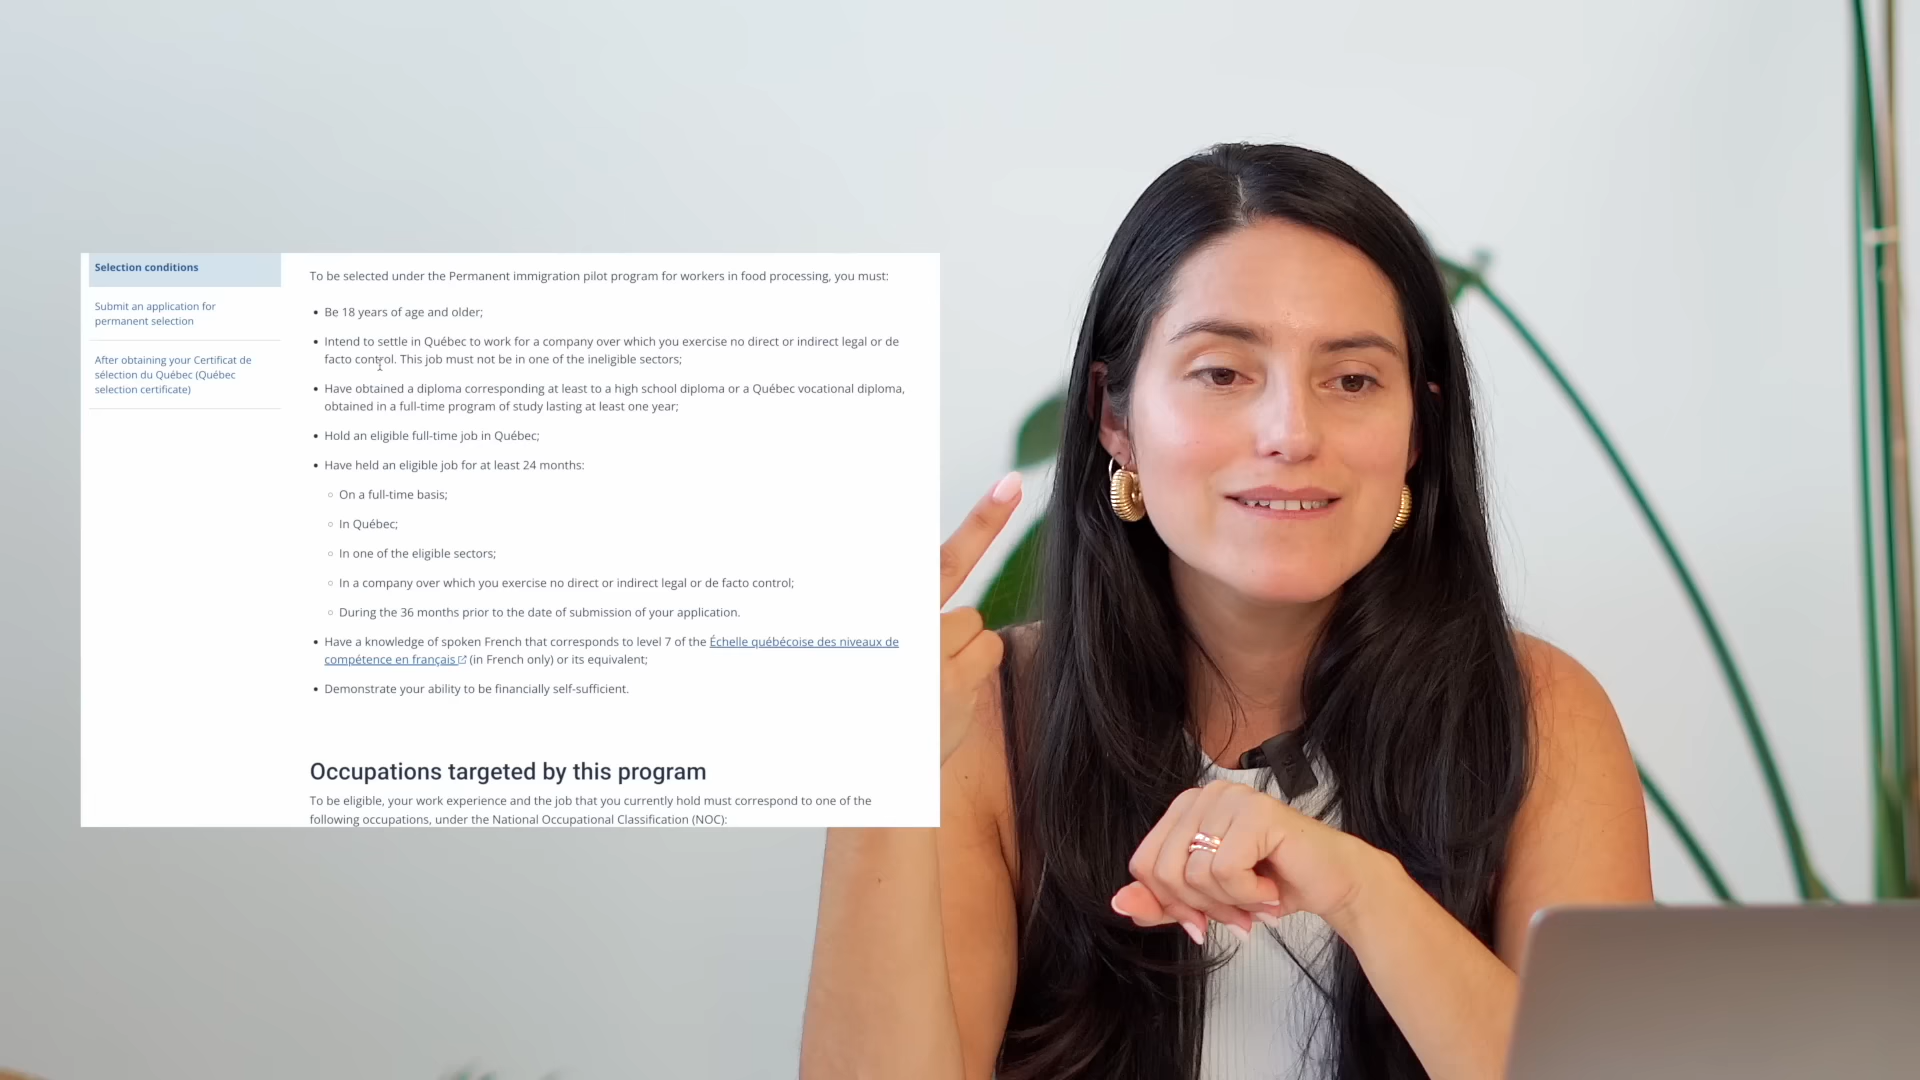 Selection conditions
Submit an application for
permanent selection
After obtaining your Certificat de
sélection du Québec (Québec
selection certificate)
To be selected under the Permanent immigration pilot program for workers in food processing, you must:
• Be 18 years of age and older;
• Intend to settle in Québec to work for a company over which you exercise no direct or indirect legal or de
facto control. This job must not be in one of the ineligible sectors;
• Have obtained a diploma corresponding at least to a high school diploma or a Québec vocational diploma,
obtained in a full-time program of study lasting at least one year;
• Hold an eligible full-time job in Québec;
• Have held an eligible job for at least 24 months:
○ On a full-time basis;
○ In Québec;
○ In one of the eligible sectors;
○ In a company over which you exercise no direct or indirect legal or de facto control;
○ During the 36 months prior to the date of submission of your application.
• Have a knowledge of spoken French that corresponds to level 7 of the Échelle québécoise des niveaux de
compétence en français (in French only) or its equivalent;
• Demonstrate your ability to be financially self-sufficient.
Occupations targeted by this program
To be eligible, your work experience and the job that you currently hold must correspond to one of the
following occupations, under the National Occupational Classification (NOC):